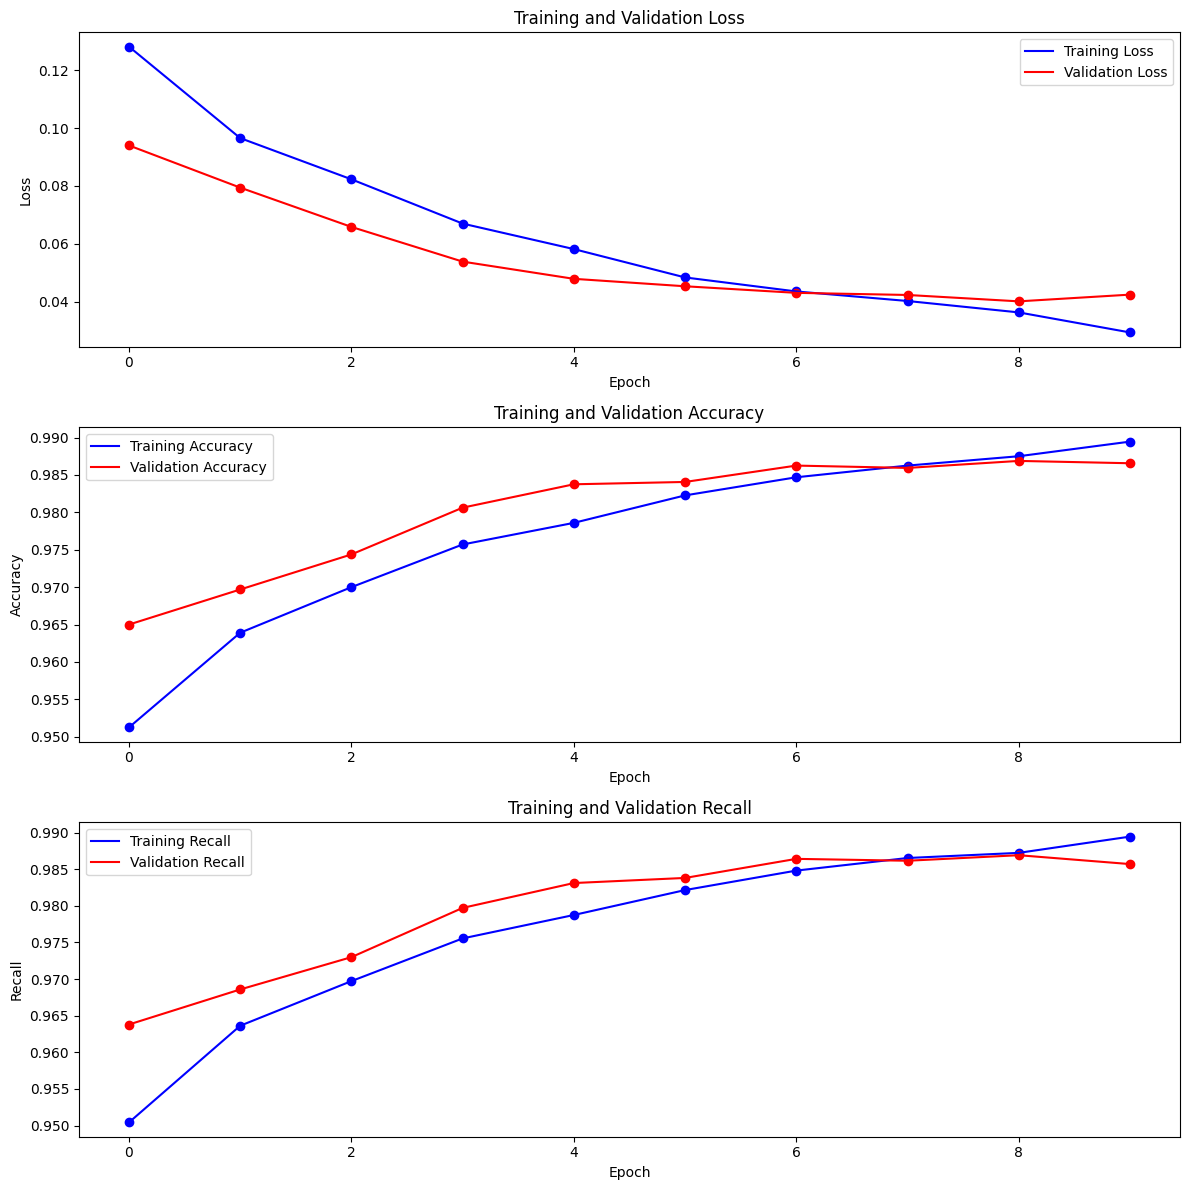 Training and Validation Loss
Training Loss
Validation Loss
0.12
0.10
0.08
0.06
0.04
Loss
0 2 4 6 8
Epoch
Training and Validation Accuracy
Training Accuracy
Validation Accuracy
0.990
0.985
0.980
0.975
0.970
0.965
0.960
0.955
0.950
Accuracy
0 2 4 6 8
Epoch
Training and Validation Recall
Training Recall
Validation Recall
0.990
0.985
0.980
0.975
0.970
0.965
0.960
0.955
0.950
Recall
0 2 4 6 8
Epoch